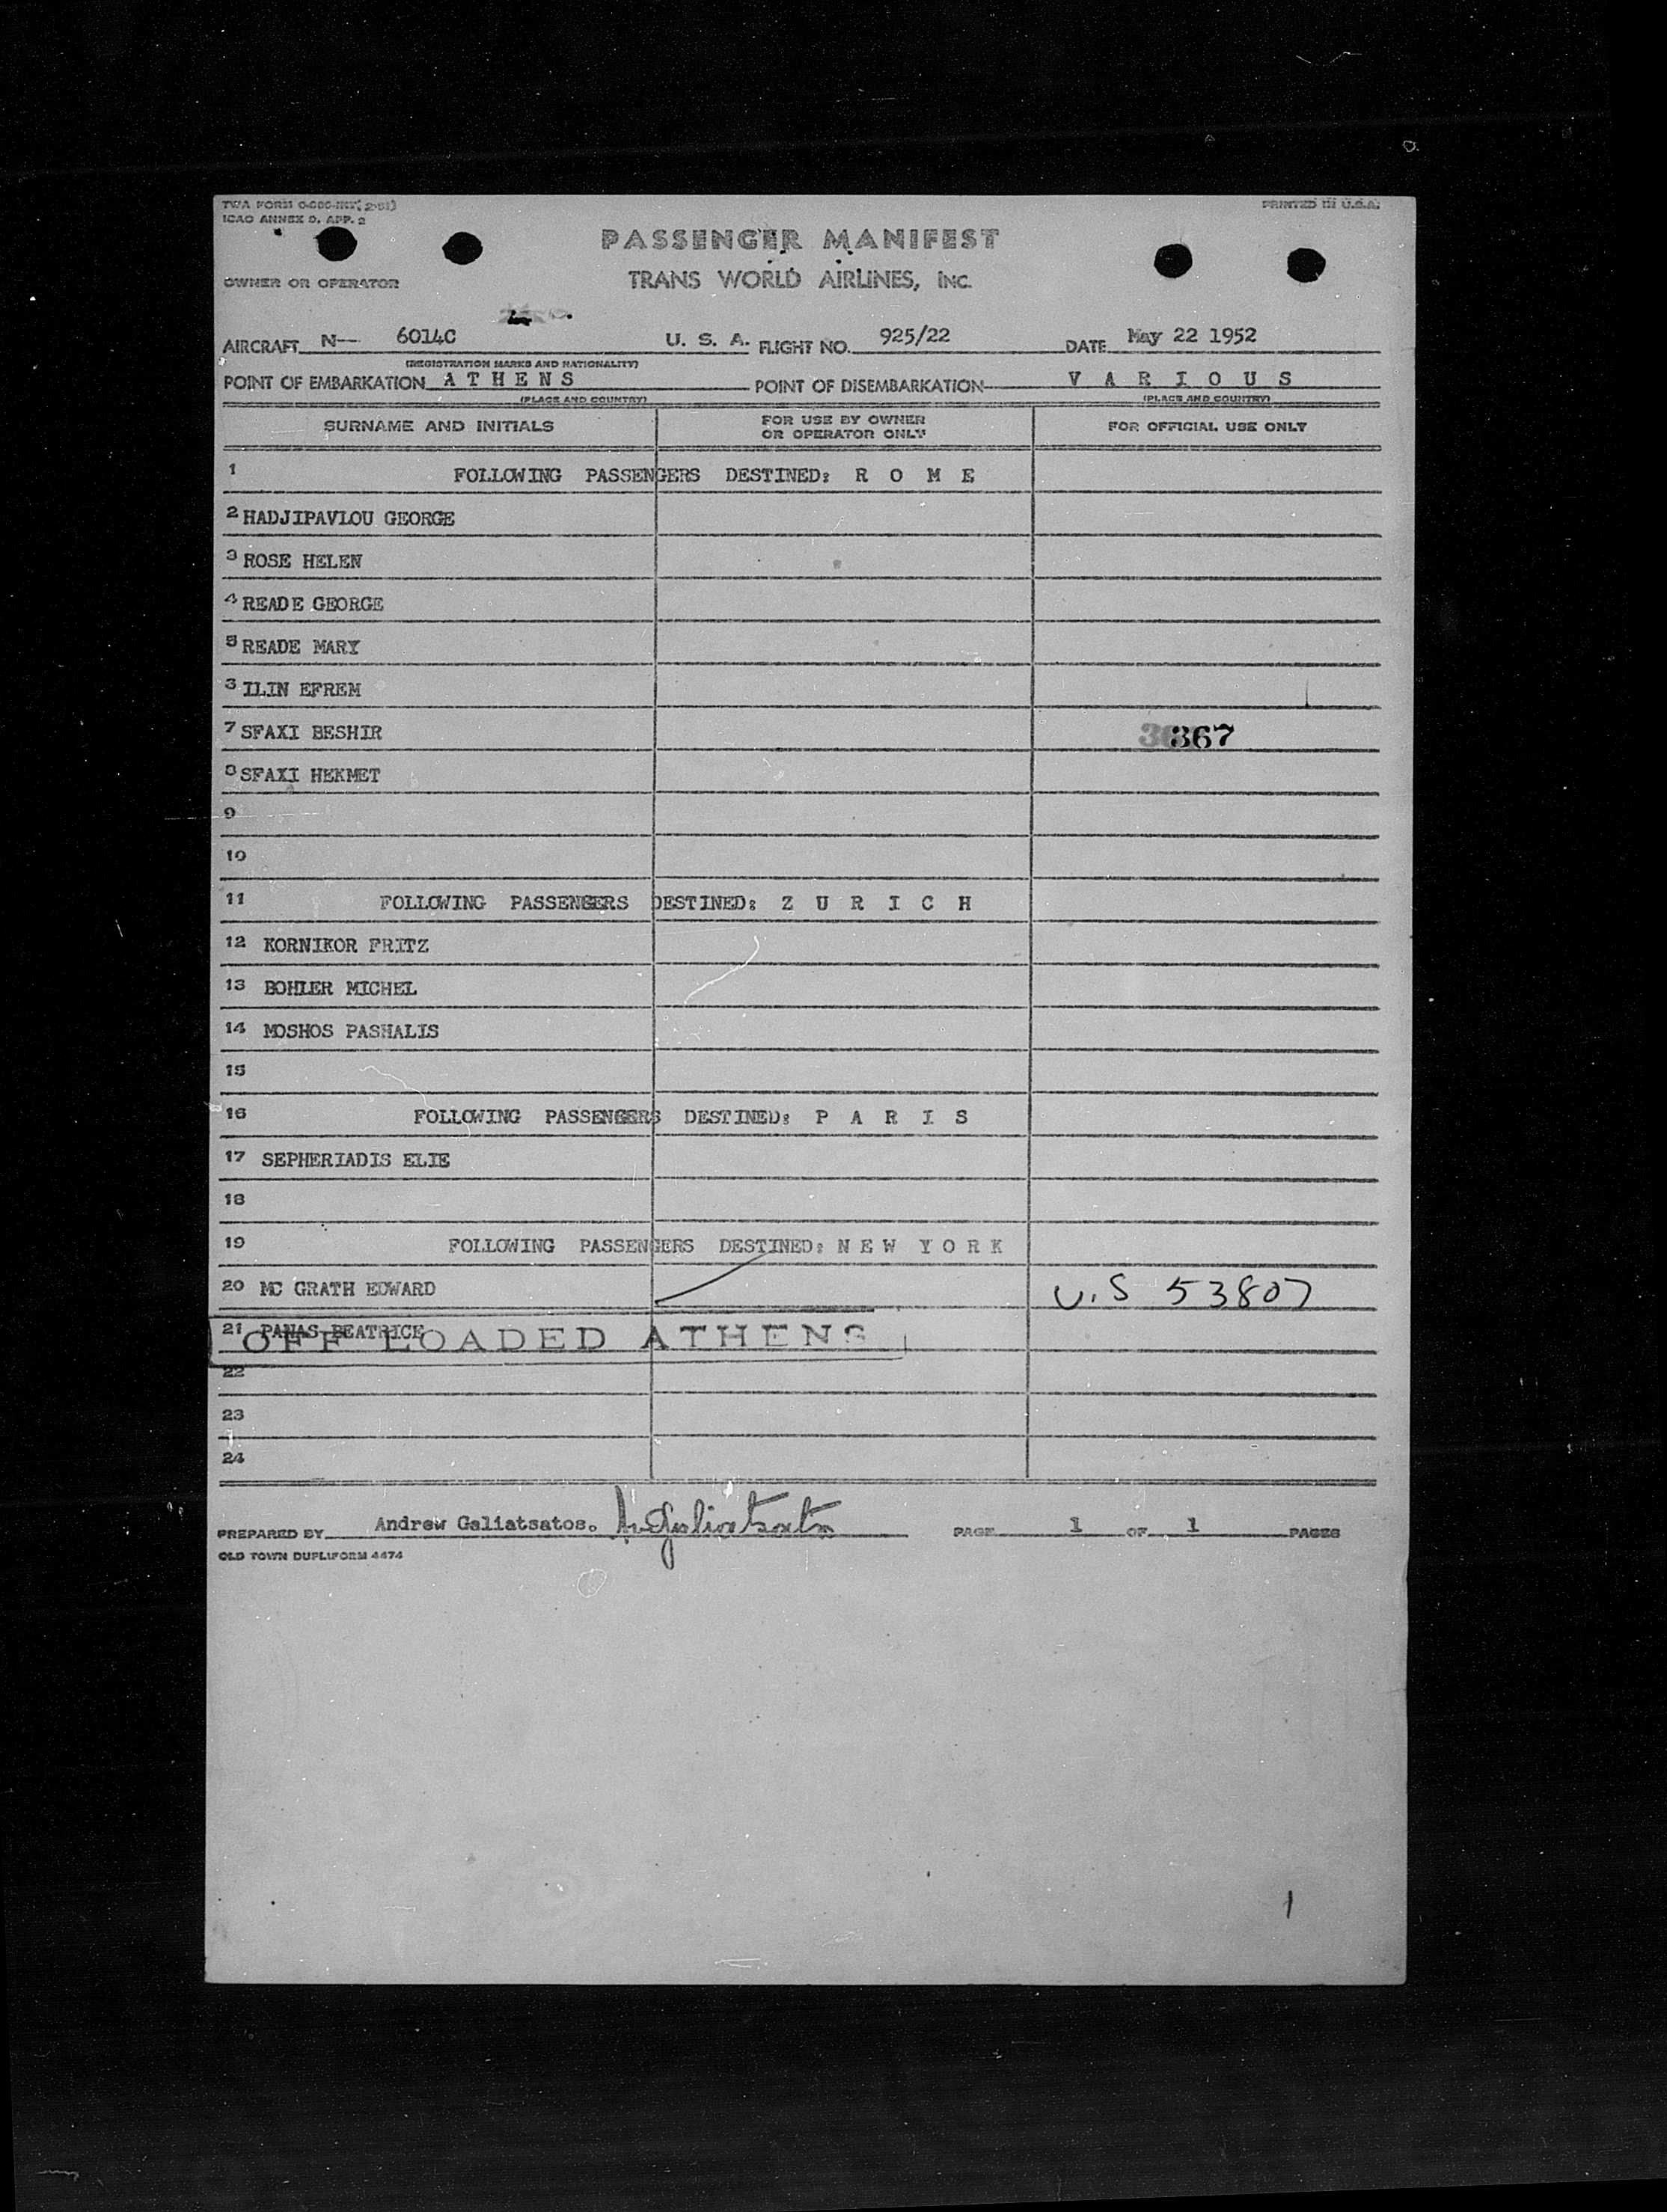 TWA FORM O-686-INT( 2-51)
ICAO ANNEX 9, APP. 2
PRINTED IN U.S.A.
PASSENGER MANIFEST
OWNER OR OPERATOR
TRANS WORLD AIRLINES, INC.
AIRCRAFT N-- 6014C U. S. A. FLIGHT NO. 925/22 DATE May 22 1952
(REGISTRATION MARKS AND NATIONALITY)
POINT OF EMBARKATION A T H E N S POINT OF DISEMBARKATION V A R I O U S
(PLACE AND COUNTRY) (PLACE AND COUNTRY)
SURNAME AND INITIALS FOR USE BY OWNER OR OPERATOR ONLY FOR OFFICIAL USE ONLY
1 FOLLOWING PASSENGERS DESTINED: R O M E
2 HADJIPAVLOU GEORGE
3 ROSE HELEN
4 READE GEORGE
5 READE MARY
6 ILIN EFREM
7 SFAXI BESHIR 367
8 SFAXI HEKMET
9
10
11 FOLLOWING PASSENGERS DESTINED: Z U R I C H
12 KORNIKOR FRITZ
13 BOHLER MICHEL
14 MOSHOS PASHALIS
15
16 FOLLOWING PASSENGERS DESTINED: P A R I S
17 SEPHERIADIS ELIE
18
19 FOLLOWING PASSENGERS DESTINED: N E W Y O R K
20 MC GRATH EDWARD U.S 53807
21 PANAS BEATRICE
OFF LOADED ATHENS
22
23
24
PREPARED BY Andrew Galiatsatos. A. Galiatsatos PAGE 1 OF 1 PAGES
OLD TOWN DUPLIFORM 4474
1